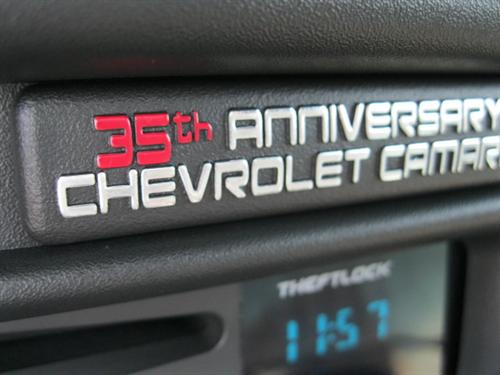 35th ANNIVERSARY
CHEVROLET CAMAR
THEFTLOCK
11:57